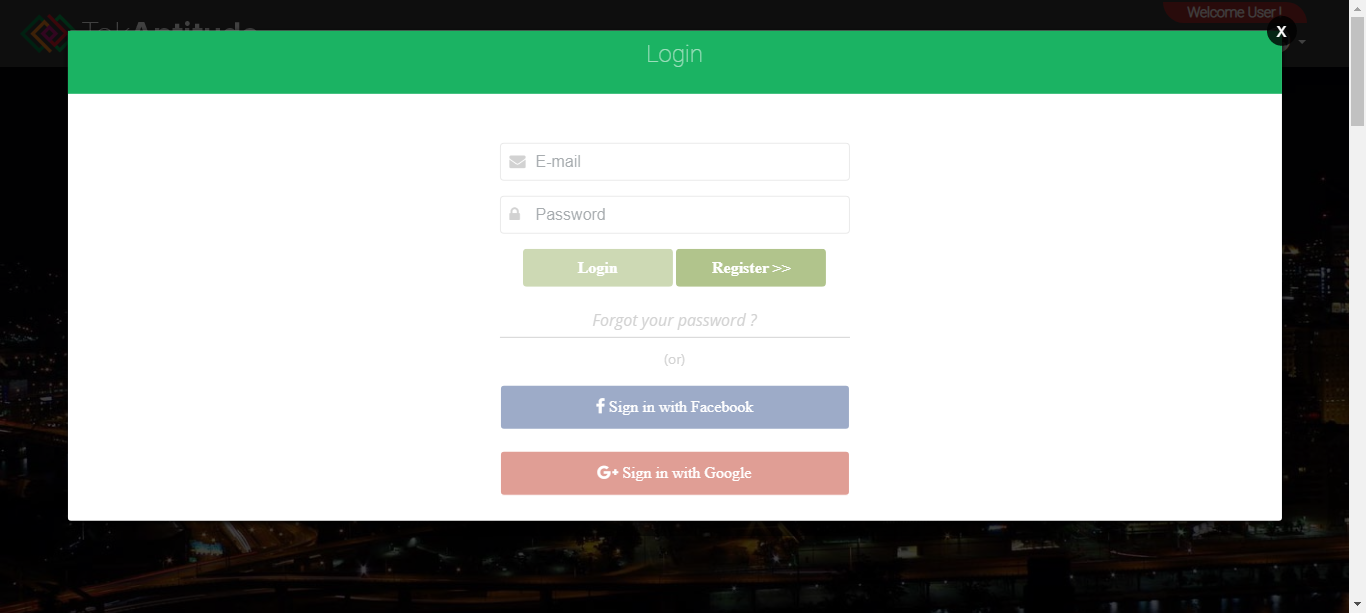 Welcome User !
TekAptitude
X
Login
E-mail
Password
Login
Register >>
Forgot your password ?
(or)
f Sign in with Facebook
G+ Sign in with Google